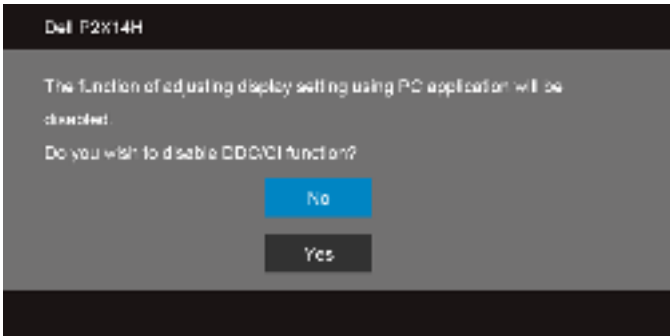 Dell P2X14H
The function of adjusting display setting using PC application will be
disabled.
Do you wish to disable DDC/CI function?
No
Yes